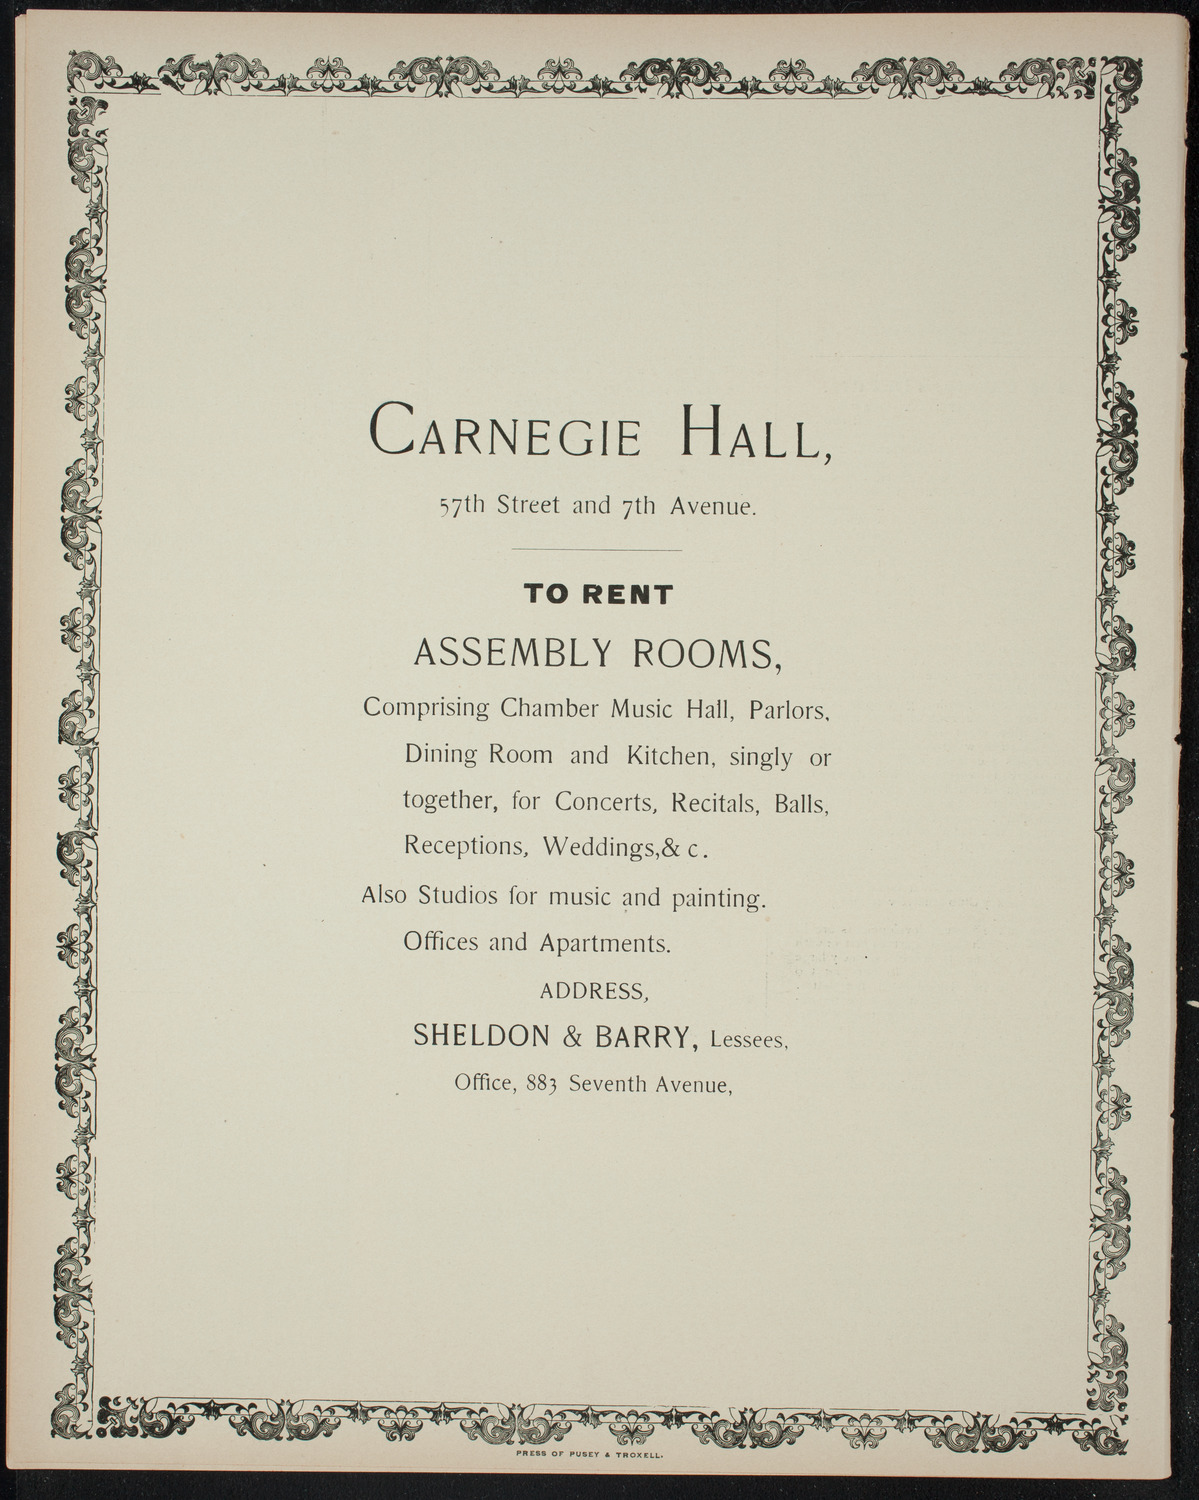 CARNEGIE HALL,
57th Street and 7th Avenue.
TO RENT
ASSEMBLY ROOMS,
Comprising Chamber Music Hall, Parlors,
Dining Room and Kitchen, singly or
together, for Concerts, Recitals, Balls,
Receptions, Weddings,& c.
Also Studios for music and painting.
Offices and Apartments.
ADDRESS,
SHELDON & BARRY, Lessees,
Office, 883 Seventh Avenue,
PRESS OF PUSEY & TROXELL.